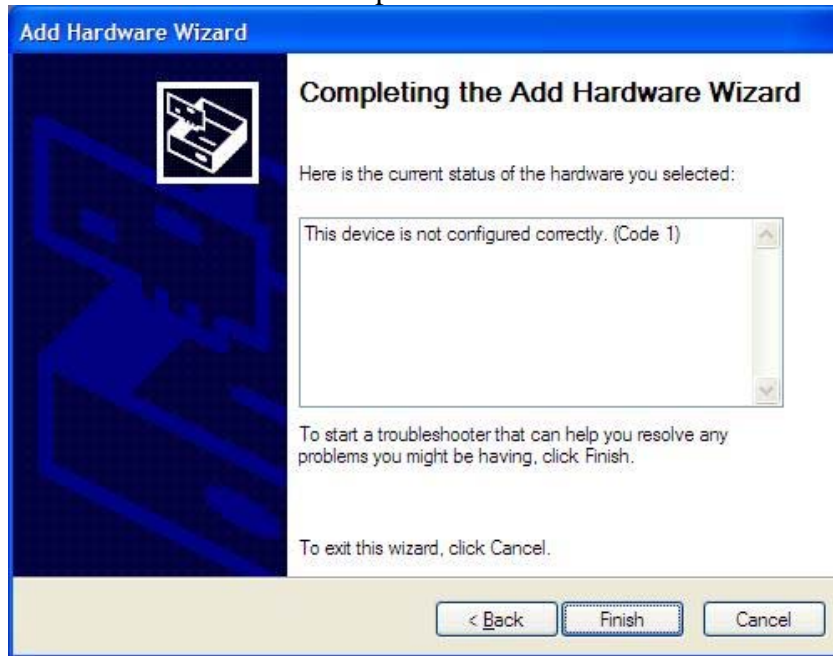 Add Hardware Wizard
Completing the Add Hardware Wizard
Here is the current status of the hardware you selected:
This device is not configured correctly. (Code 1)
To start a troubleshooter that can help you resolve any
problems you might be having, click Finish.
To exit this wizard, click Cancel.
< Back
Finish
Cancel